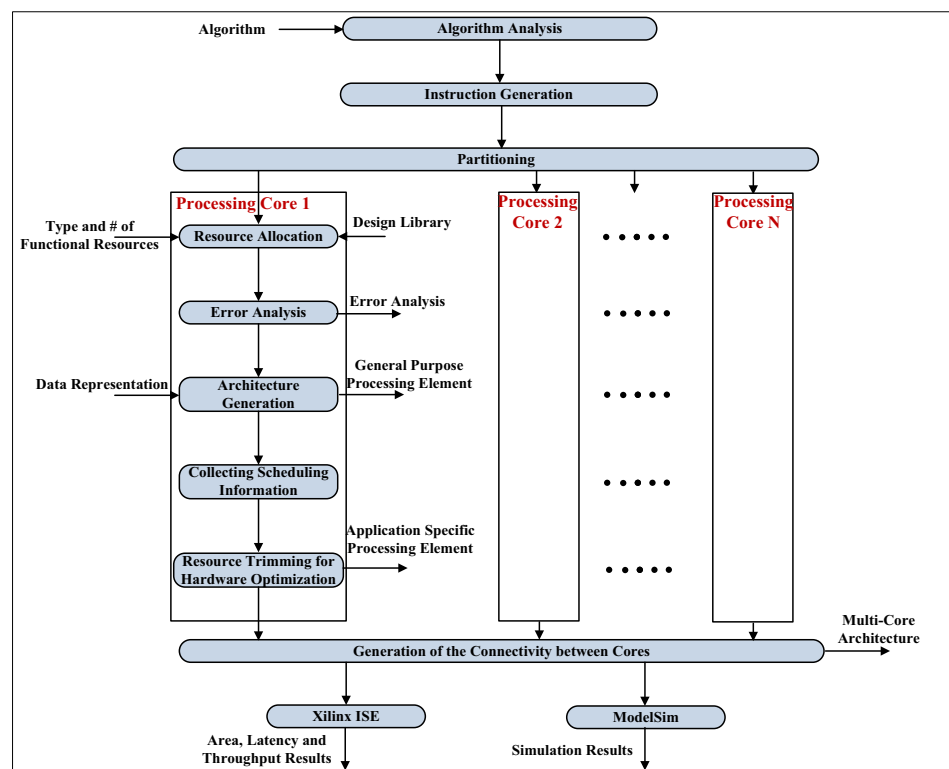 Algorithm
Algorithm Analysis
Instruction Generation
Partitioning
Processing Core 1
Processing
Core 2
Processing
Core N
Type and # of
Functional Resources
Resource Allocation
Design Library
Error Analysis
Error Analysis
Data Representation
Architecture
Generation
General Purpose
Processing Element
Collecting Scheduling
Information
Resource Trimming for
Hardware Optimization
Application Specific
Processing Element
Generation of the Connectivity between Cores
Multi-Core
Architecture
Xilinx ISE
ModelSim
Area, Latency and
Throughput Results
Simulation Results